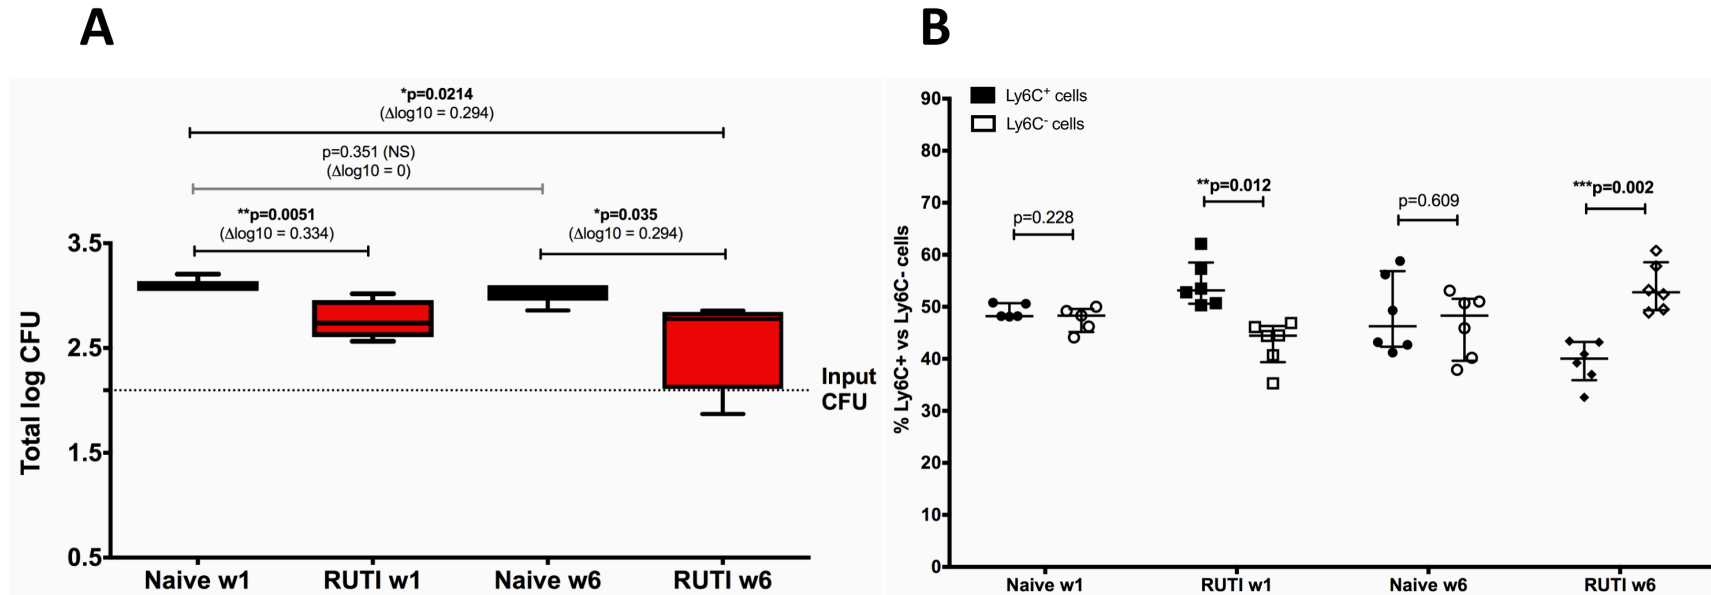 A
*p=0.0214
(Δlog10 = 0.294)
p=0.351 (NS)
(Δlog10 = 0)
**p=0.0051
(Δlog10 = 0.334)
*p=0.035
(Δlog10 = 0.294)
Total log CFU
3.5
2.5
1.5
0.5
Input
CFU
Naive w1
RUTI w1
Naive w6
RUTI w6
B
Ly6C+ cells
Ly6C- cells
% Ly6C+ vs Ly6C- cells
90
80
70
60
50
40
30
20
10
0
p=0.228
**p=0.012
p=0.609
***p=0.002
Naive w1
RUTI w1
Naive w6
RUTI w6